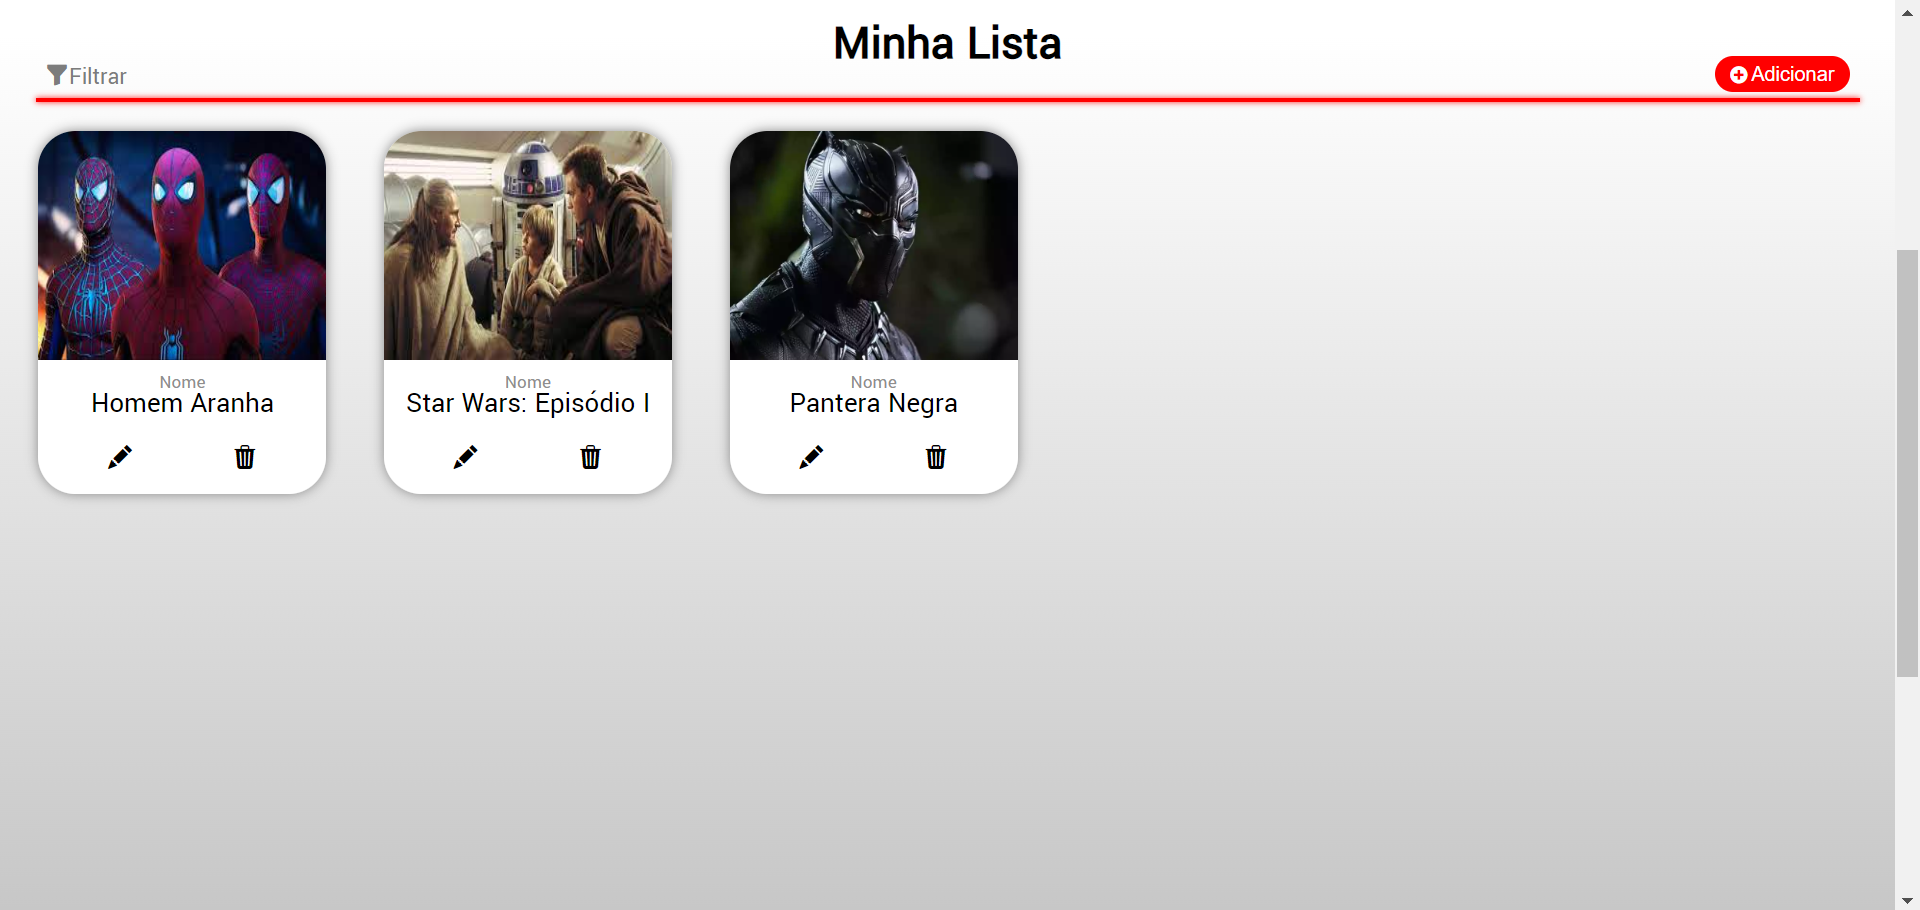 Minha Lista
Filtrar
Adicionar
Nome
Homem Aranha
Nome
Star Wars: Episódio I
Nome
Pantera Negra